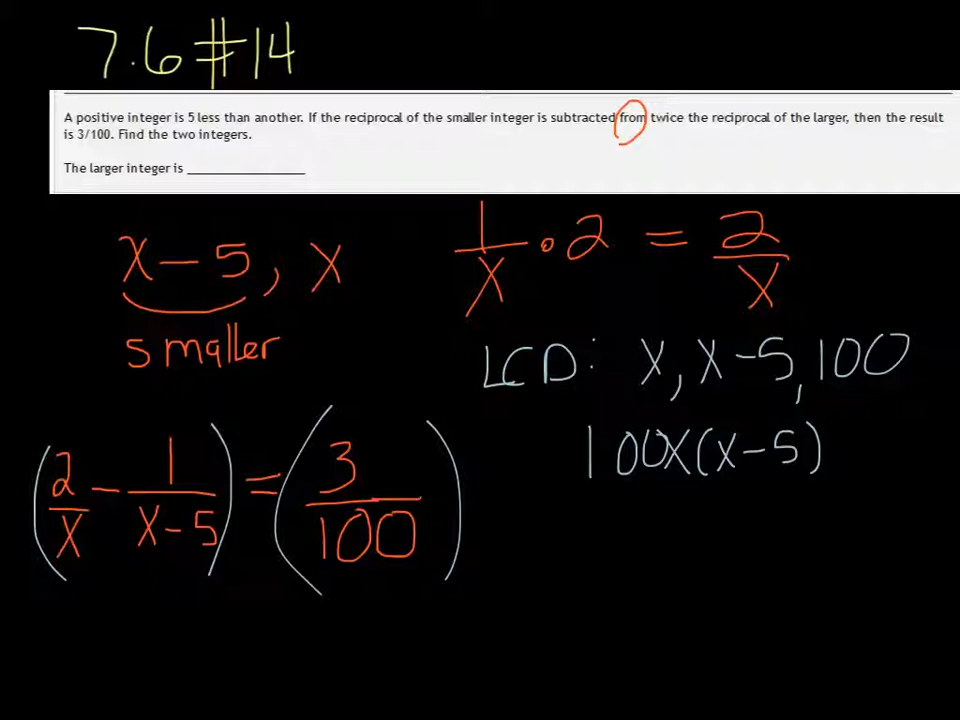 7.6 #14
A positive integer is 5 less than another. If the reciprocal of the smaller integer is subtracted from twice the reciprocal of the larger, then the result
is 3/100. Find the two integers.
The larger integer is _______________
x - 5, x
smaller
1/x • 2 = 2/x
LCD: x, x-5, 100
100x(x-5)
(2/x - 1/(x-5)) = (3/100)